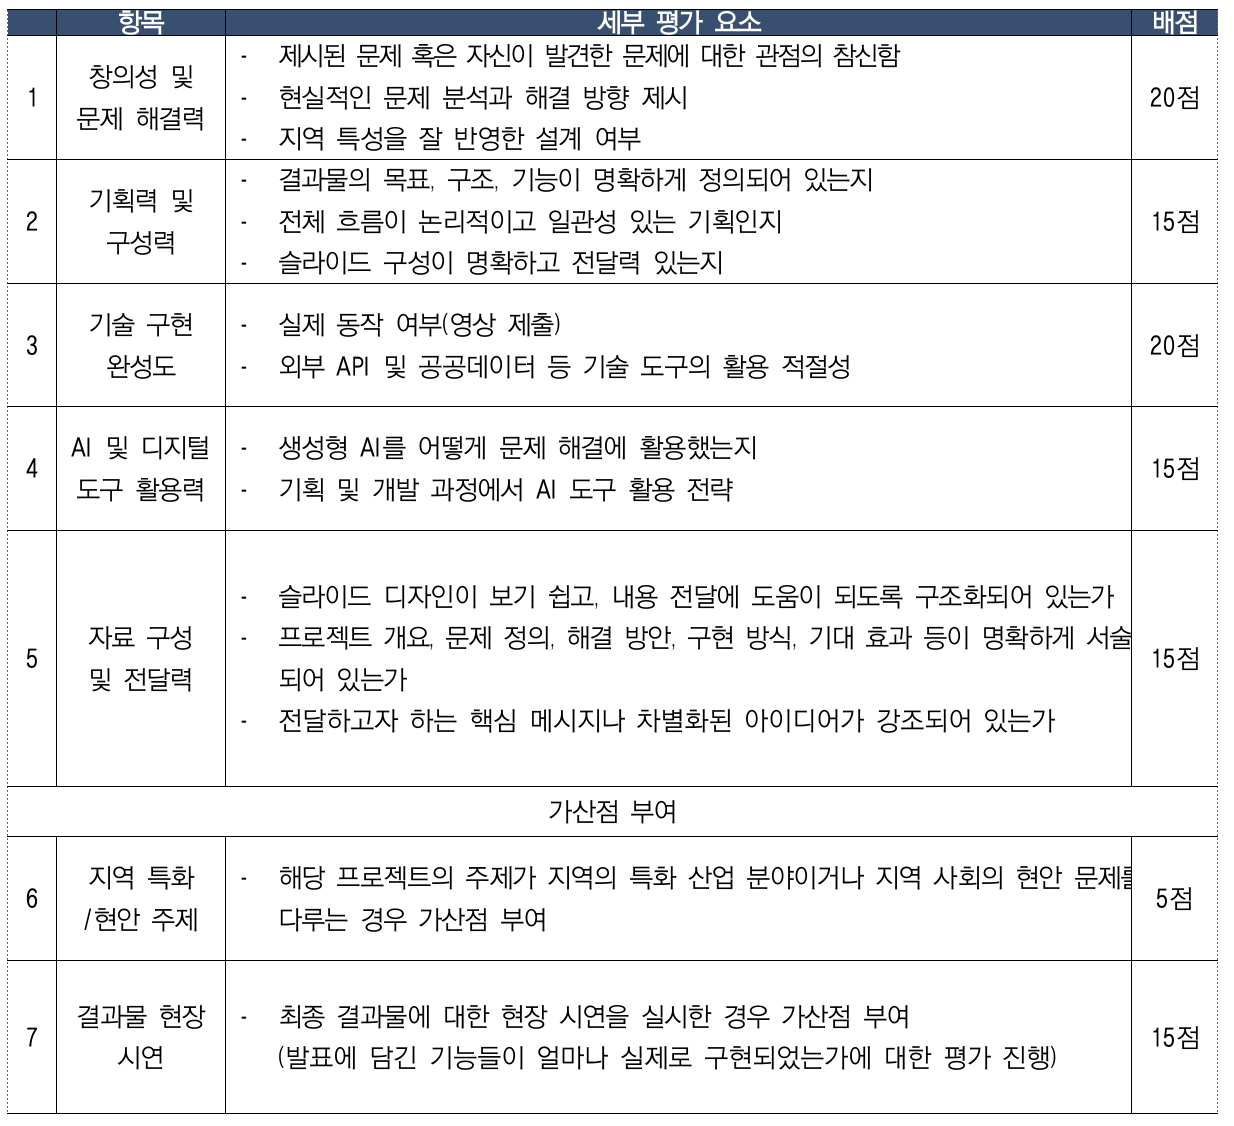 항목 세부 평가 요소 배점
1
창의성 및
문제 해결력
- 제시된 문제 혹은 자신이 발견한 문제에 대한 관점의 참신함
- 현실적인 문제 분석과 해결 방향 제시
- 지역 특성을 잘 반영한 설계 여부
20점
2
기획력 및
구성력
- 결과물의 목표, 구조, 기능이 명확하게 정의되어 있는지
- 전체 흐름이 논리적이고 일관성 있는 기획인지
- 슬라이드 구성이 명확하고 전달력 있는지
15점
3
기술 구현
완성도
- 실제 동작 여부(영상 제출)
- 외부 API 및 공공데이터 등 기술 도구의 활용 적절성
20점
4
AI 및 디지털
도구 활용력
- 생성형 AI를 어떻게 문제 해결에 활용했는지
- 기획 및 개발 과정에서 AI 도구 활용 전략
15점
5
자료 구성
및 전달력
- 슬라이드 디자인이 보기 쉽고, 내용 전달에 도움이 되도록 구조화되어 있는가
- 프로젝트 개요, 문제 정의, 해결 방안, 구현 방식, 기대 효과 등이 명확하게 서술
되어 있는가
- 전달하고자 하는 핵심 메시지나 차별화된 아이디어가 강조되어 있는가
15점
가산점 부여
6
지역 특화
/현안 주제
- 해당 프로젝트의 주제가 지역의 특화 산업 분야이거나 지역 사회의 현안 문제를
다루는 경우 가산점 부여
5점
7
결과물 현장
시연
- 최종 결과물에 대한 현장 시연을 실시한 경우 가산점 부여
(발표에 담긴 기능들이 얼마나 실제로 구현되었는가에 대한 평가 진행)
15점